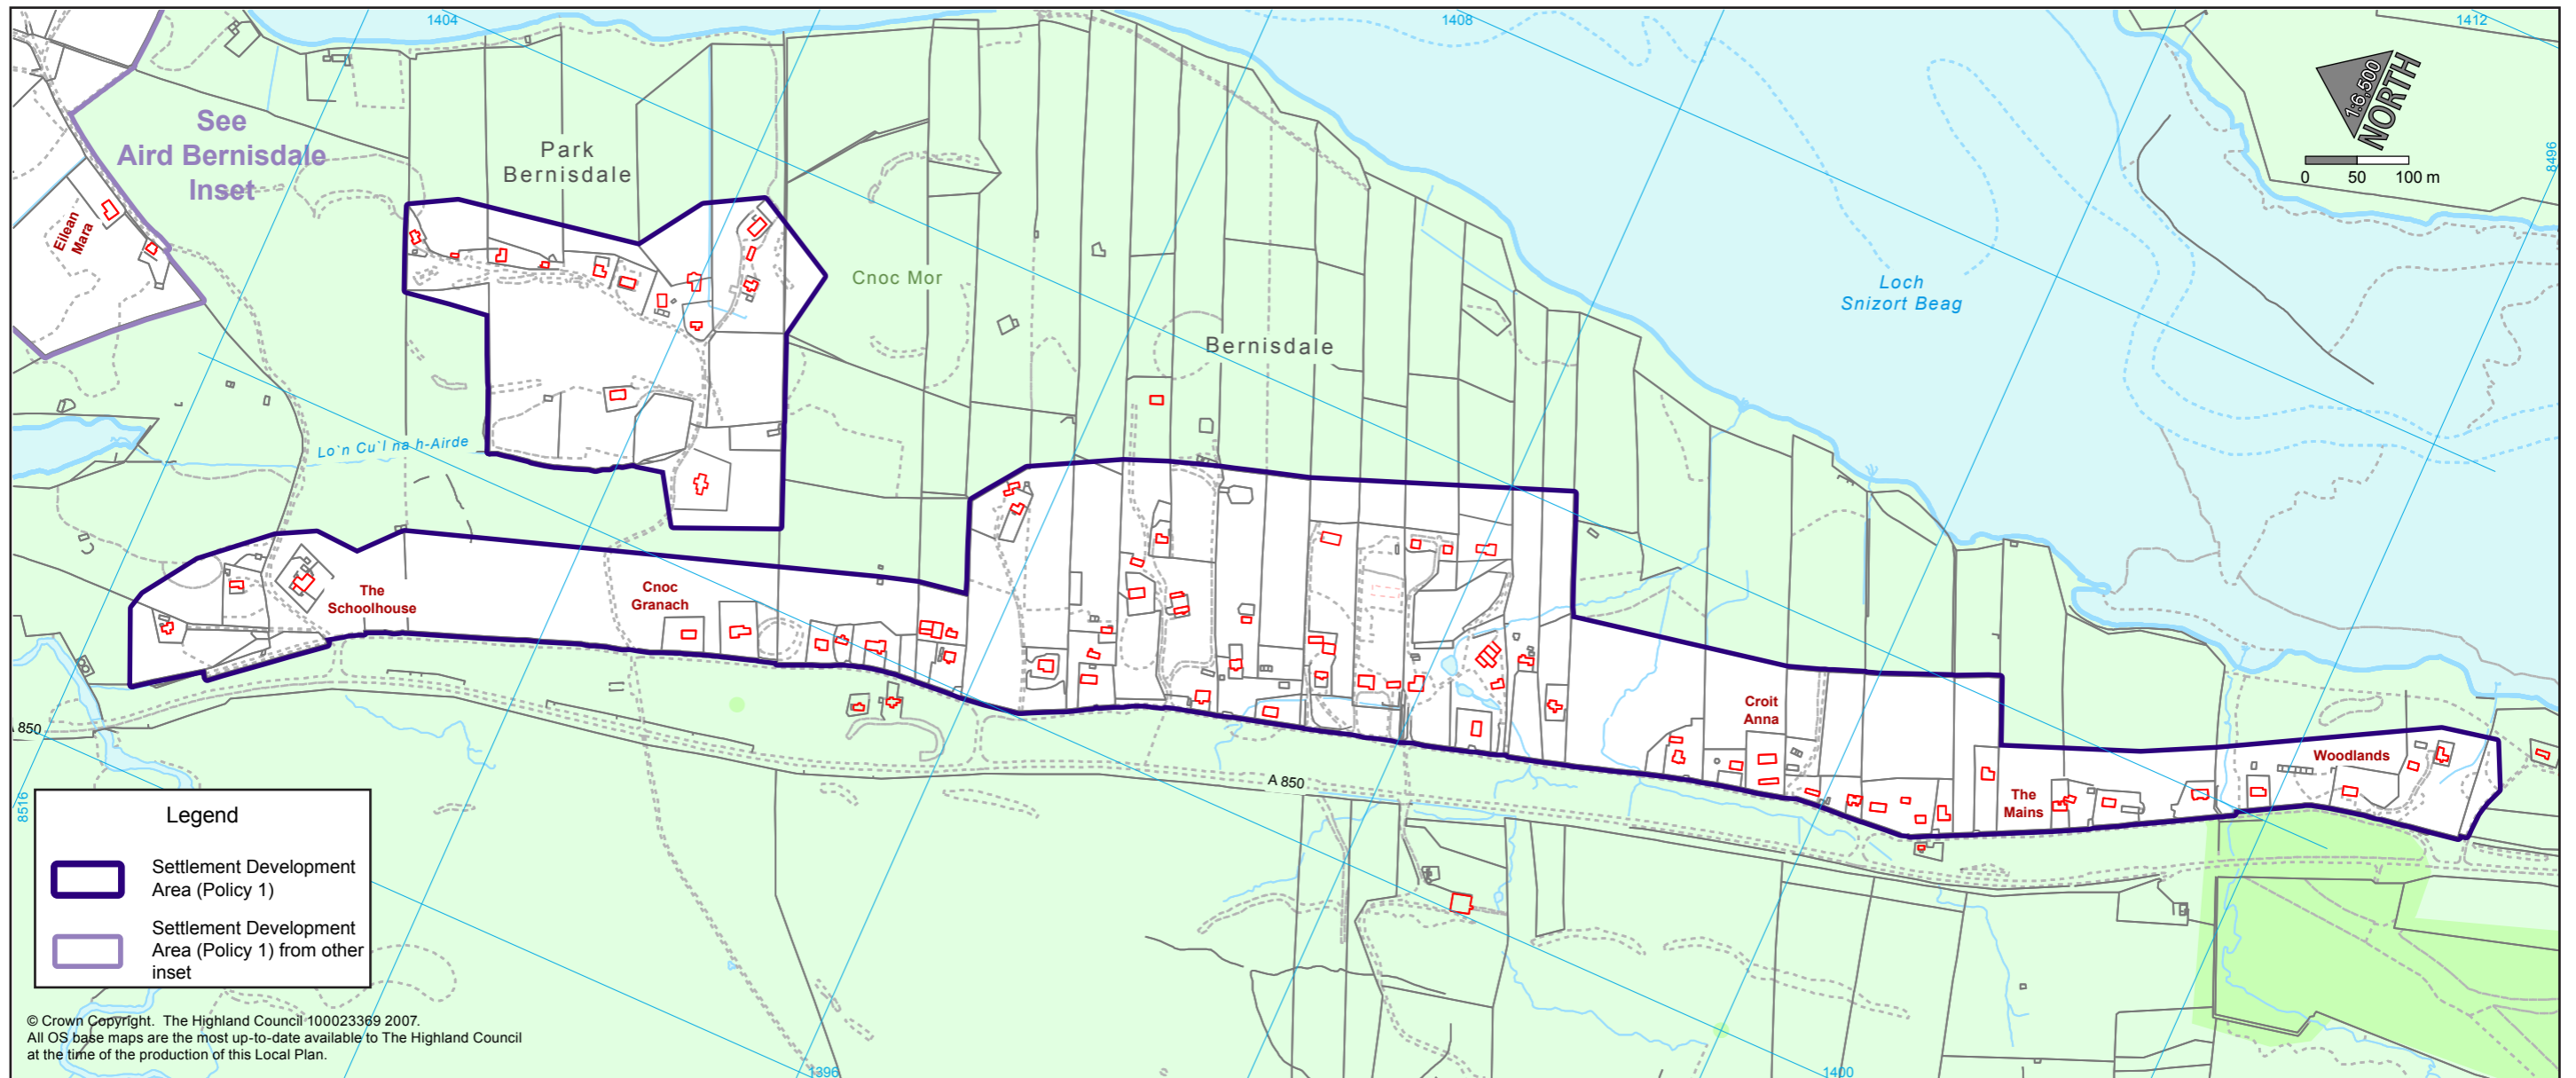 1404
1408
1412
1:6,500
NORTH
0 50 100 m
8496
See
Aird Bernisdale
Inset
Park
Bernisdale
Eilean
Mara
Cnoc Mor
Loch
Snizort Beag
Bernisdale
Lo`n Cu`l na h-Airde
The
Schoolhouse
Cnoc
Granach
Croit
Anna
Woodlands
The
Mains
850
A 850
8516
Legend
Settlement Development
Area (Policy 1)
Settlement Development
Area (Policy 1) from other
inset
© Crown Copyright. The Highland Council 100023369 2007.
All OS base maps are the most up-to-date available to The Highland Council
at the time of the production of this Local Plan.
1396
1400